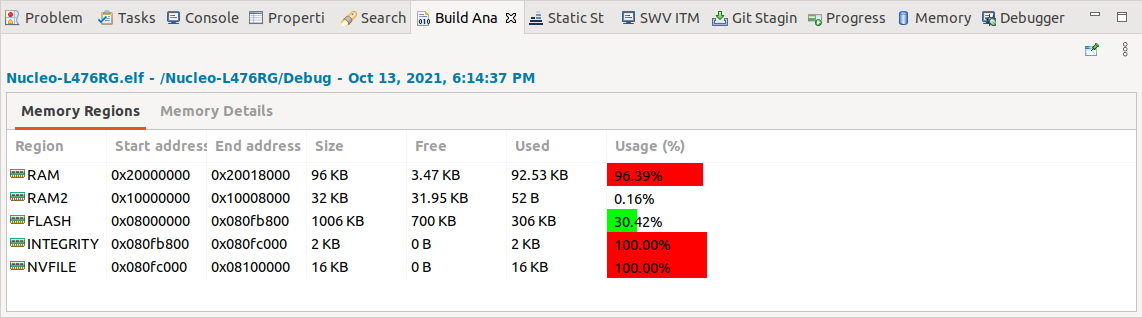 Problem Tasks Console Properti Search Build Ana Static St SWV ITM Git Stagin Progress Memory Debugger
Nucleo-L476RG.elf - /Nucleo-L476RG/Debug - Oct 13, 2021, 6:14:37 PM
Memory Regions Memory Details
Region Start address End address Size Free Used Usage (%)
RAM 0x20000000 0x20018000 96 KB 3.47 KB 92.53 KB 96.39%
RAM2 0x10000000 0x10008000 32 KB 31.95 KB 52 B 0.16%
FLASH 0x08000000 0x080fb800 1006 KB 700 KB 306 KB 30.42%
INTEGRITY 0x080fb800 0x080fc000 2 KB 0 B 2 KB 100.00%
NVFILE 0x080fc000 0x08100000 16 KB 0 B 16 KB 100.00%